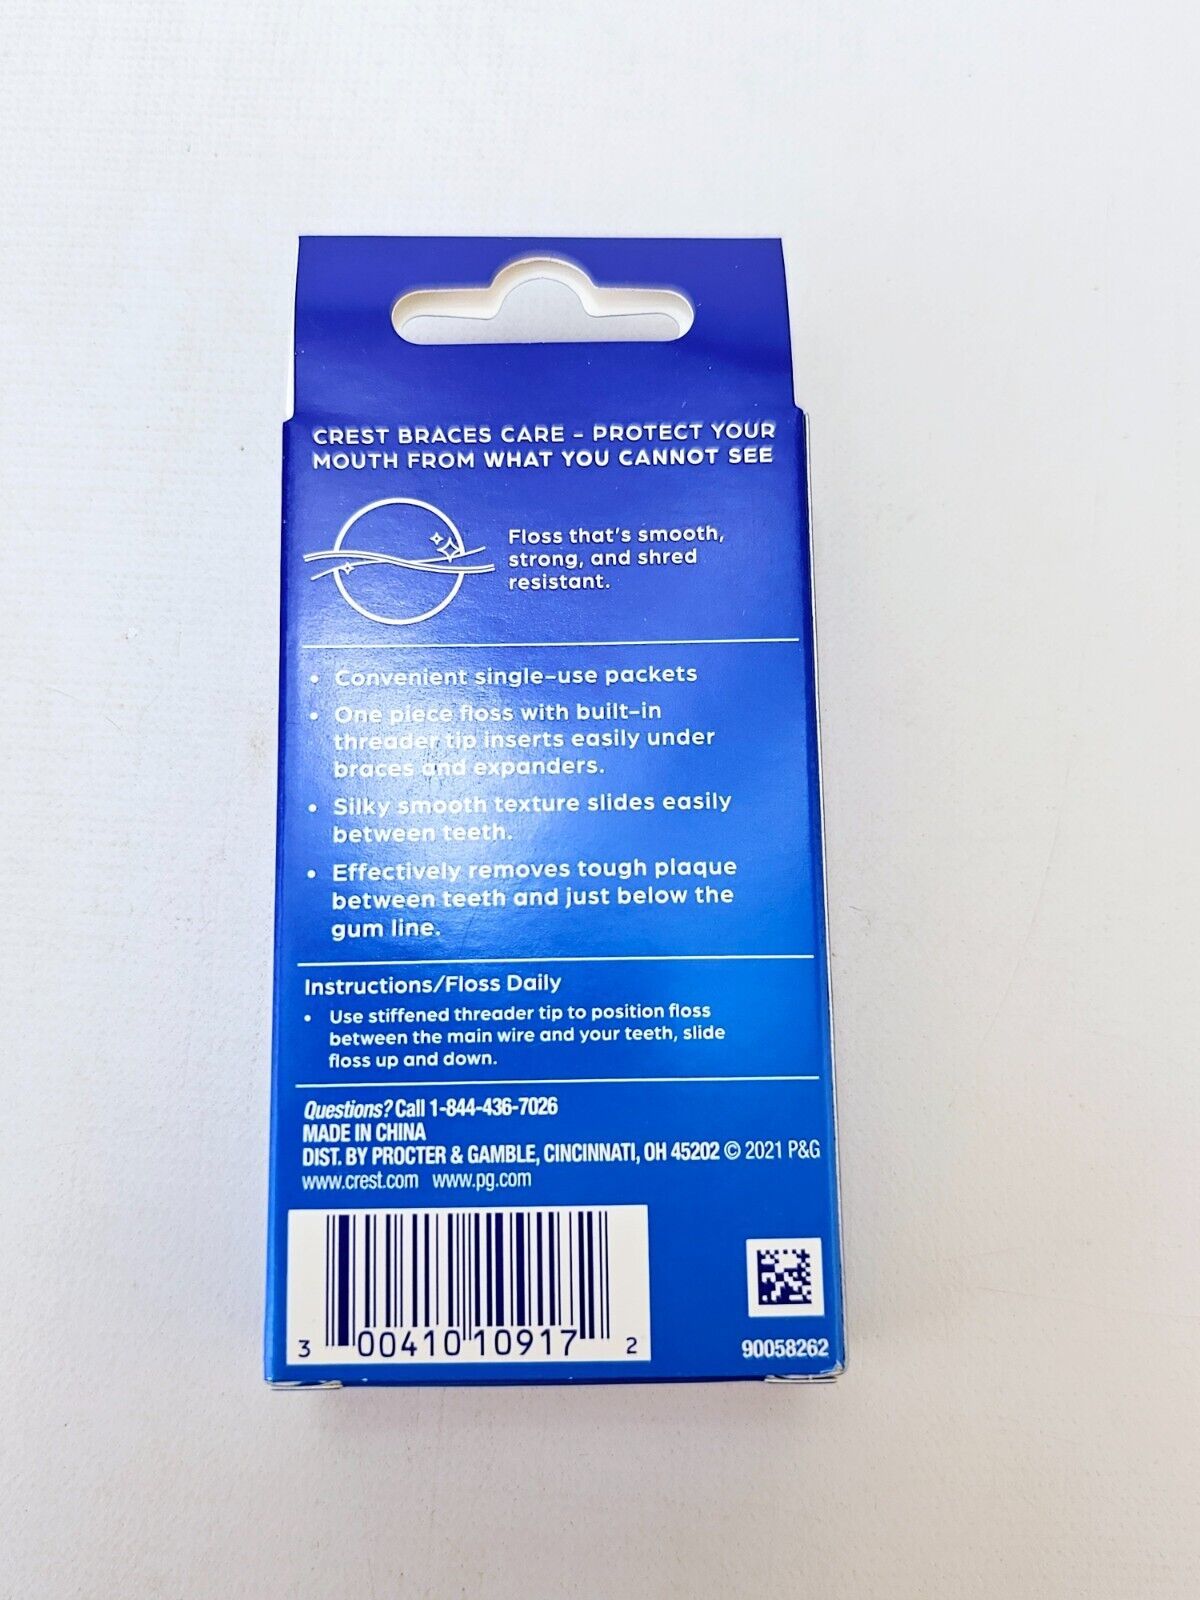 CREST BRACES CARE – PROTECT YOUR
MOUTH FROM WHAT YOU CANNOT SEE
Floss that's smooth,
strong, and shred
resistant.
• Convenient single-use packets
• One piece floss with built-in
threader tip inserts easily under
braces and expanders.
• Silky smooth texture slides easily
between teeth.
• Effectively removes tough plaque
between teeth and just below the
gum line.
Instructions/Floss Daily
• Use stiffened threader tip to position floss
between the main wire and your teeth, slide
floss up and down.
Questions? Call 1-844-436-7026
MADE IN CHINA
DIST. BY PROCTER & GAMBLE, CINCINNATI, OH 45202 © 2021 P&G
www.crest.com www.pg.com
3 00410 10917 2
90058262